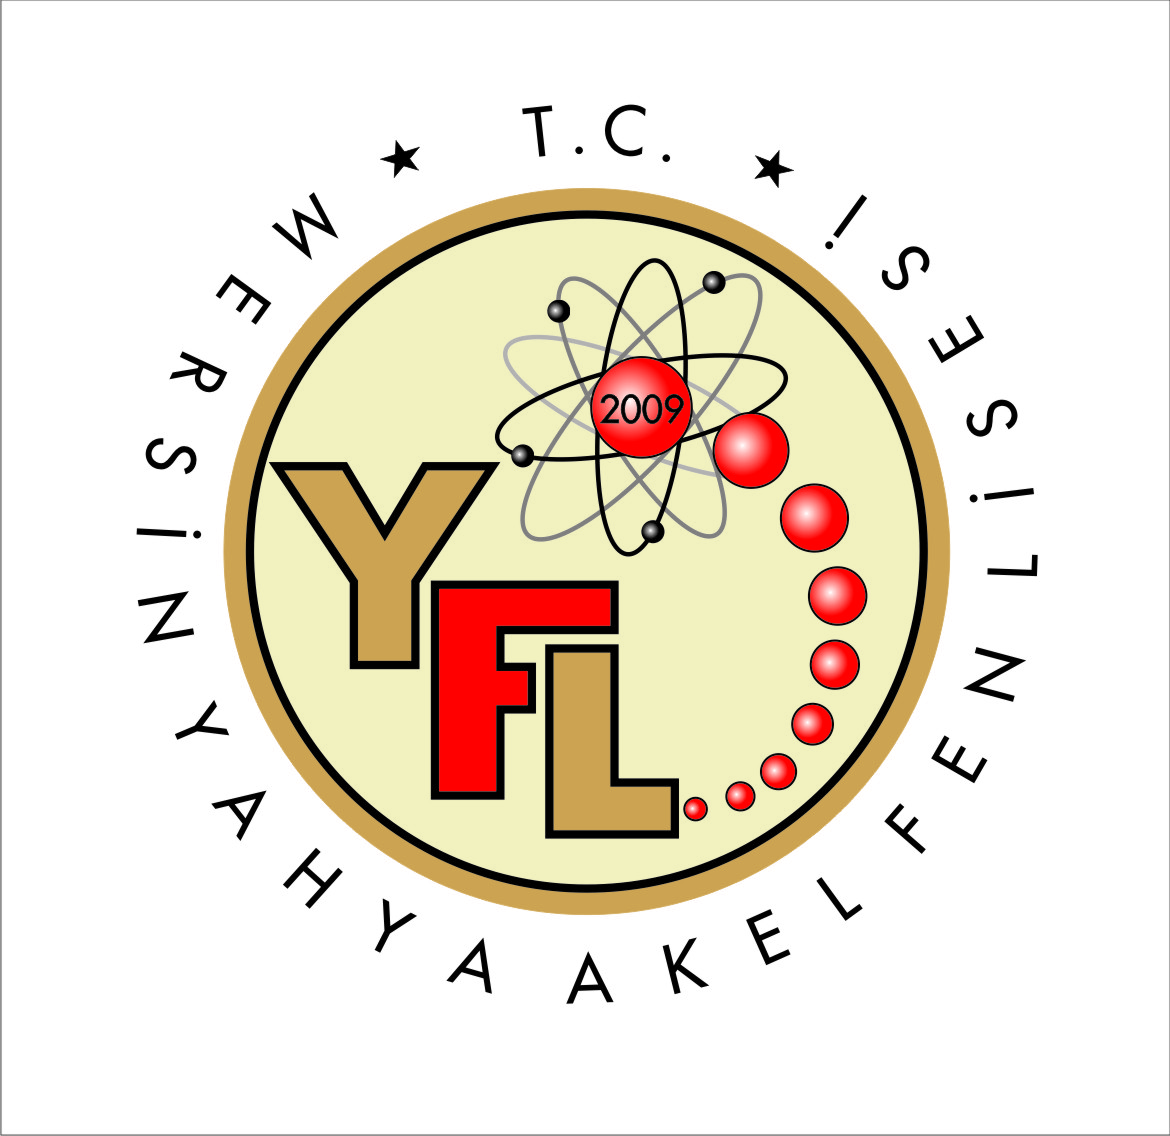 T.C.
MERSİN YAHYA AKEL FEN LİSESİ
2009
YFL